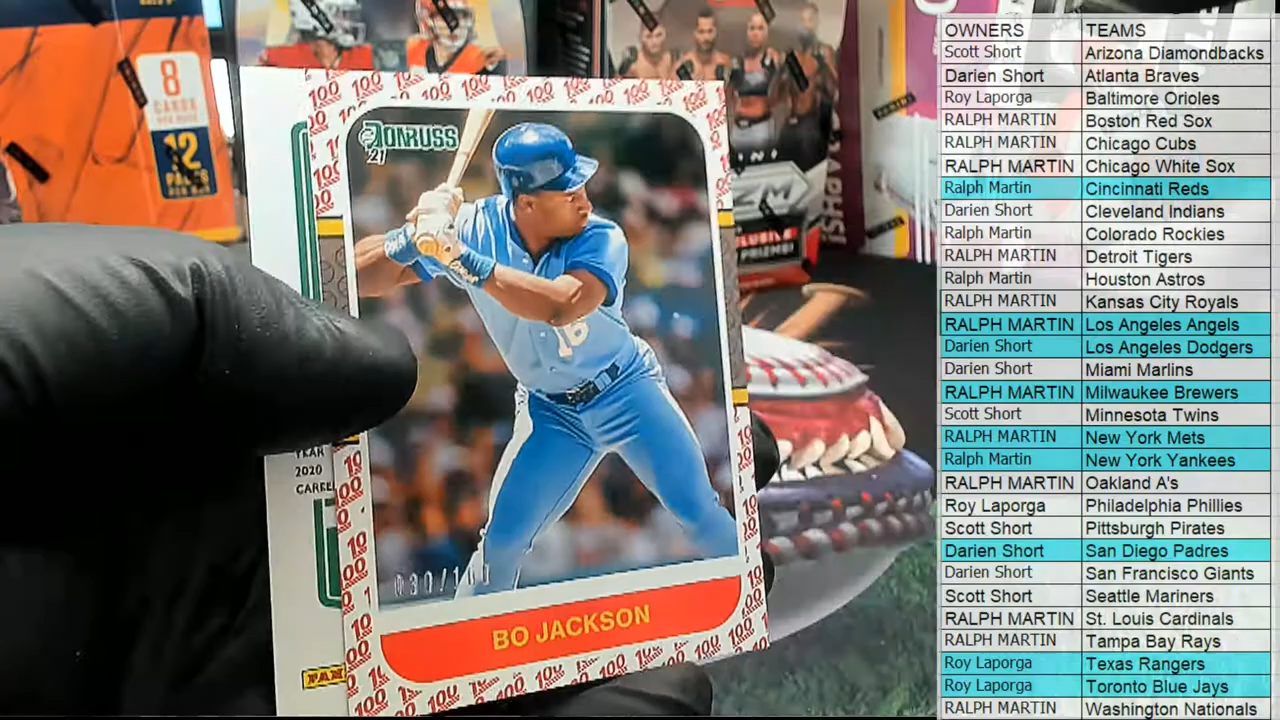 8
CARDS
12
DONRUSS
21
16
YEAR
2020
BO JACKSON
OWNERS TEAMS
Scott Short Arizona Diamondbacks
Darien Short Atlanta Braves
Roy Laporga Baltimore Orioles
RALPH MARTIN Boston Red Sox
RALPH MARTIN Chicago Cubs
RALPH MARTIN Chicago White Sox
Ralph Martin Cincinnati Reds
Darien Short Cleveland Indians
Ralph Martin Colorado Rockies
RALPH MARTIN Detroit Tigers
Ralph Martin Houston Astros
RALPH MARTIN Kansas City Royals
RALPH MARTIN Los Angeles Angels
Darien Short Los Angeles Dodgers
Darien Short Miami Marlins
RALPH MARTIN Milwaukee Brewers
Scott Short Minnesota Twins
RALPH MARTIN New York Mets
Ralph Martin New York Yankees
RALPH MARTIN Oakland A's
Roy Laporga Philadelphia Phillies
Scott Short Pittsburgh Pirates
Darien Short San Diego Padres
Darien Short San Francisco Giants
Scott Short Seattle Mariners
RALPH MARTIN St. Louis Cardinals
RALPH MARTIN Tampa Bay Rays
Roy Laporga Texas Rangers
Roy Laporga Toronto Blue Jays
RALPH MARTIN Washington Nationals